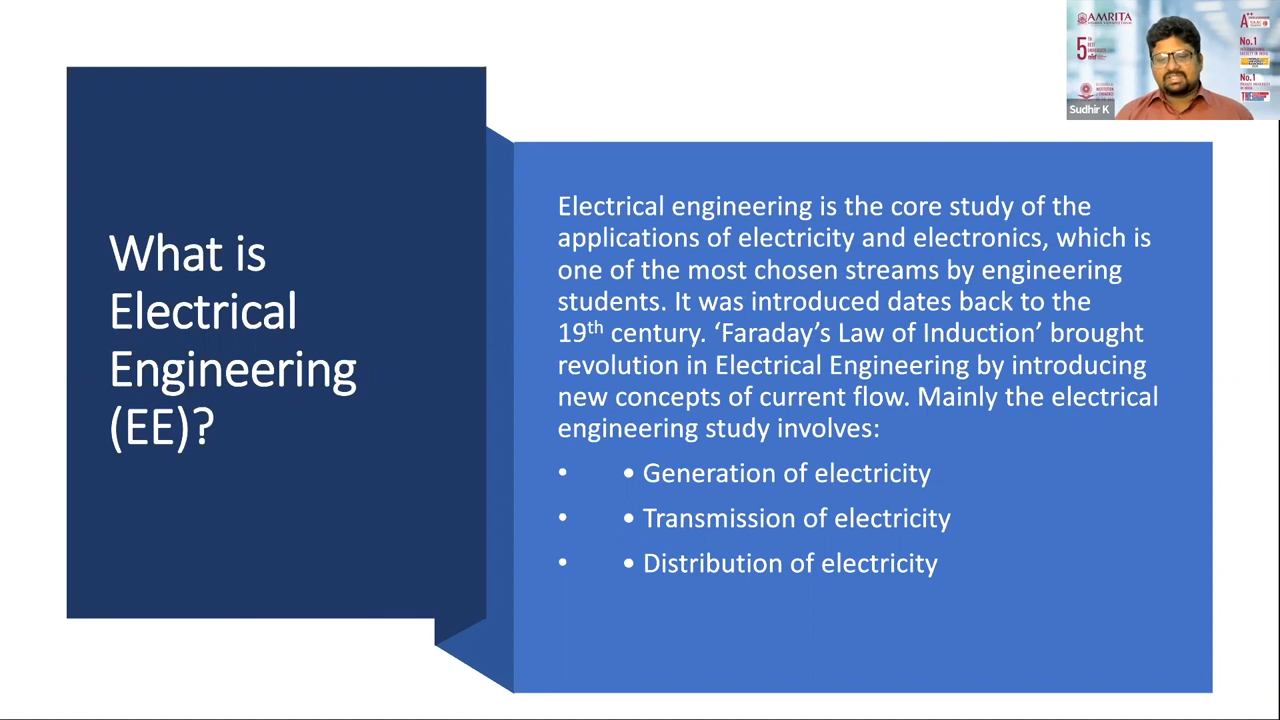 What is
Electrical
Engineering
(EE)?
Electrical engineering is the core study of the
applications of electricity and electronics, which is
one of the most chosen streams by engineering
students. It was introduced dates back to the
19th century. ‘Faraday’s Law of Induction’ brought
revolution in Electrical Engineering by introducing
new concepts of current flow. Mainly the electrical
engineering study involves:
• • Generation of electricity
• • Transmission of electricity
• • Distribution of electricity
AMRITA
5
A++
No.1
No.1
Sudhir K